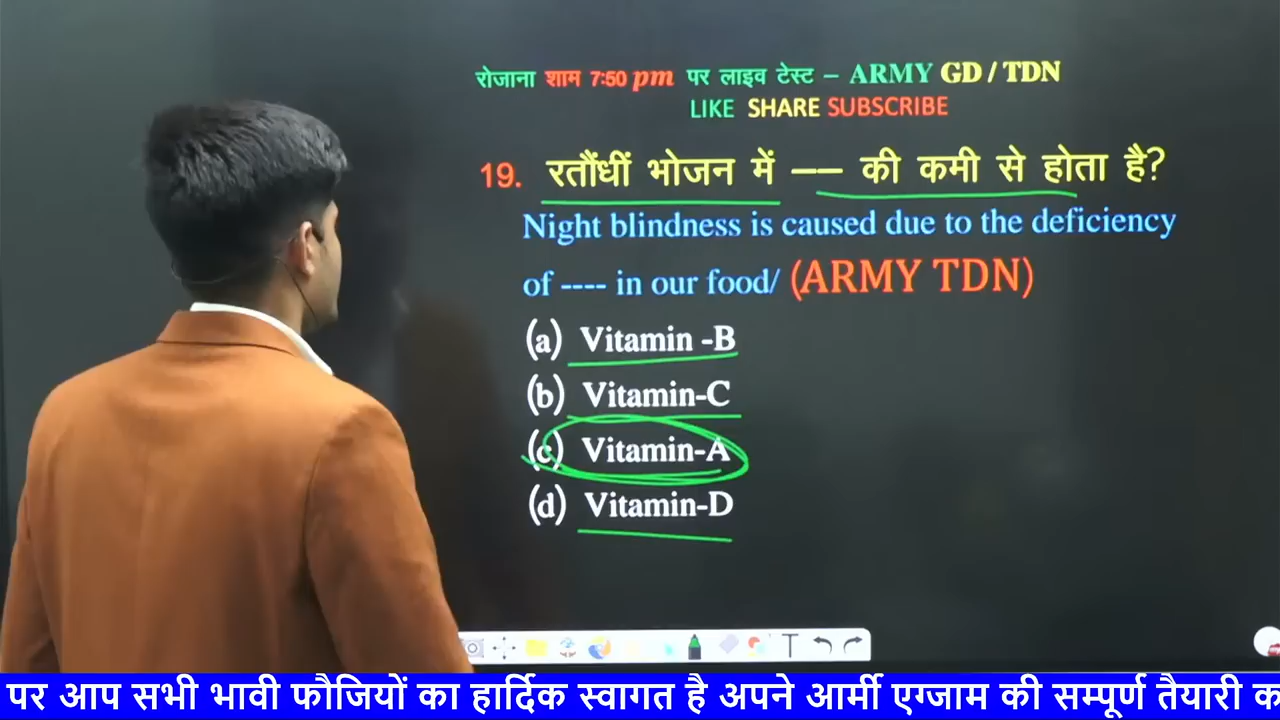 रोजाना शाम 7:50 pm पर लाइव टेस्ट – ARMY GD / TDN
LIKE SHARE SUBSCRIBE
19. रतौंधीं भोजन में —– की कमी से होता है?
Night blindness is caused due to the deficiency
of ---- in our food/ (ARMY TDN)
(a) Vitamin -B
(b) Vitamin-C
(c) Vitamin-A
(d) Vitamin-D
पर आप सभी भावी फौजियों का हार्दिक स्वागत है अपने आर्मी एग्जाम की सम्पूर्ण तैयारी क